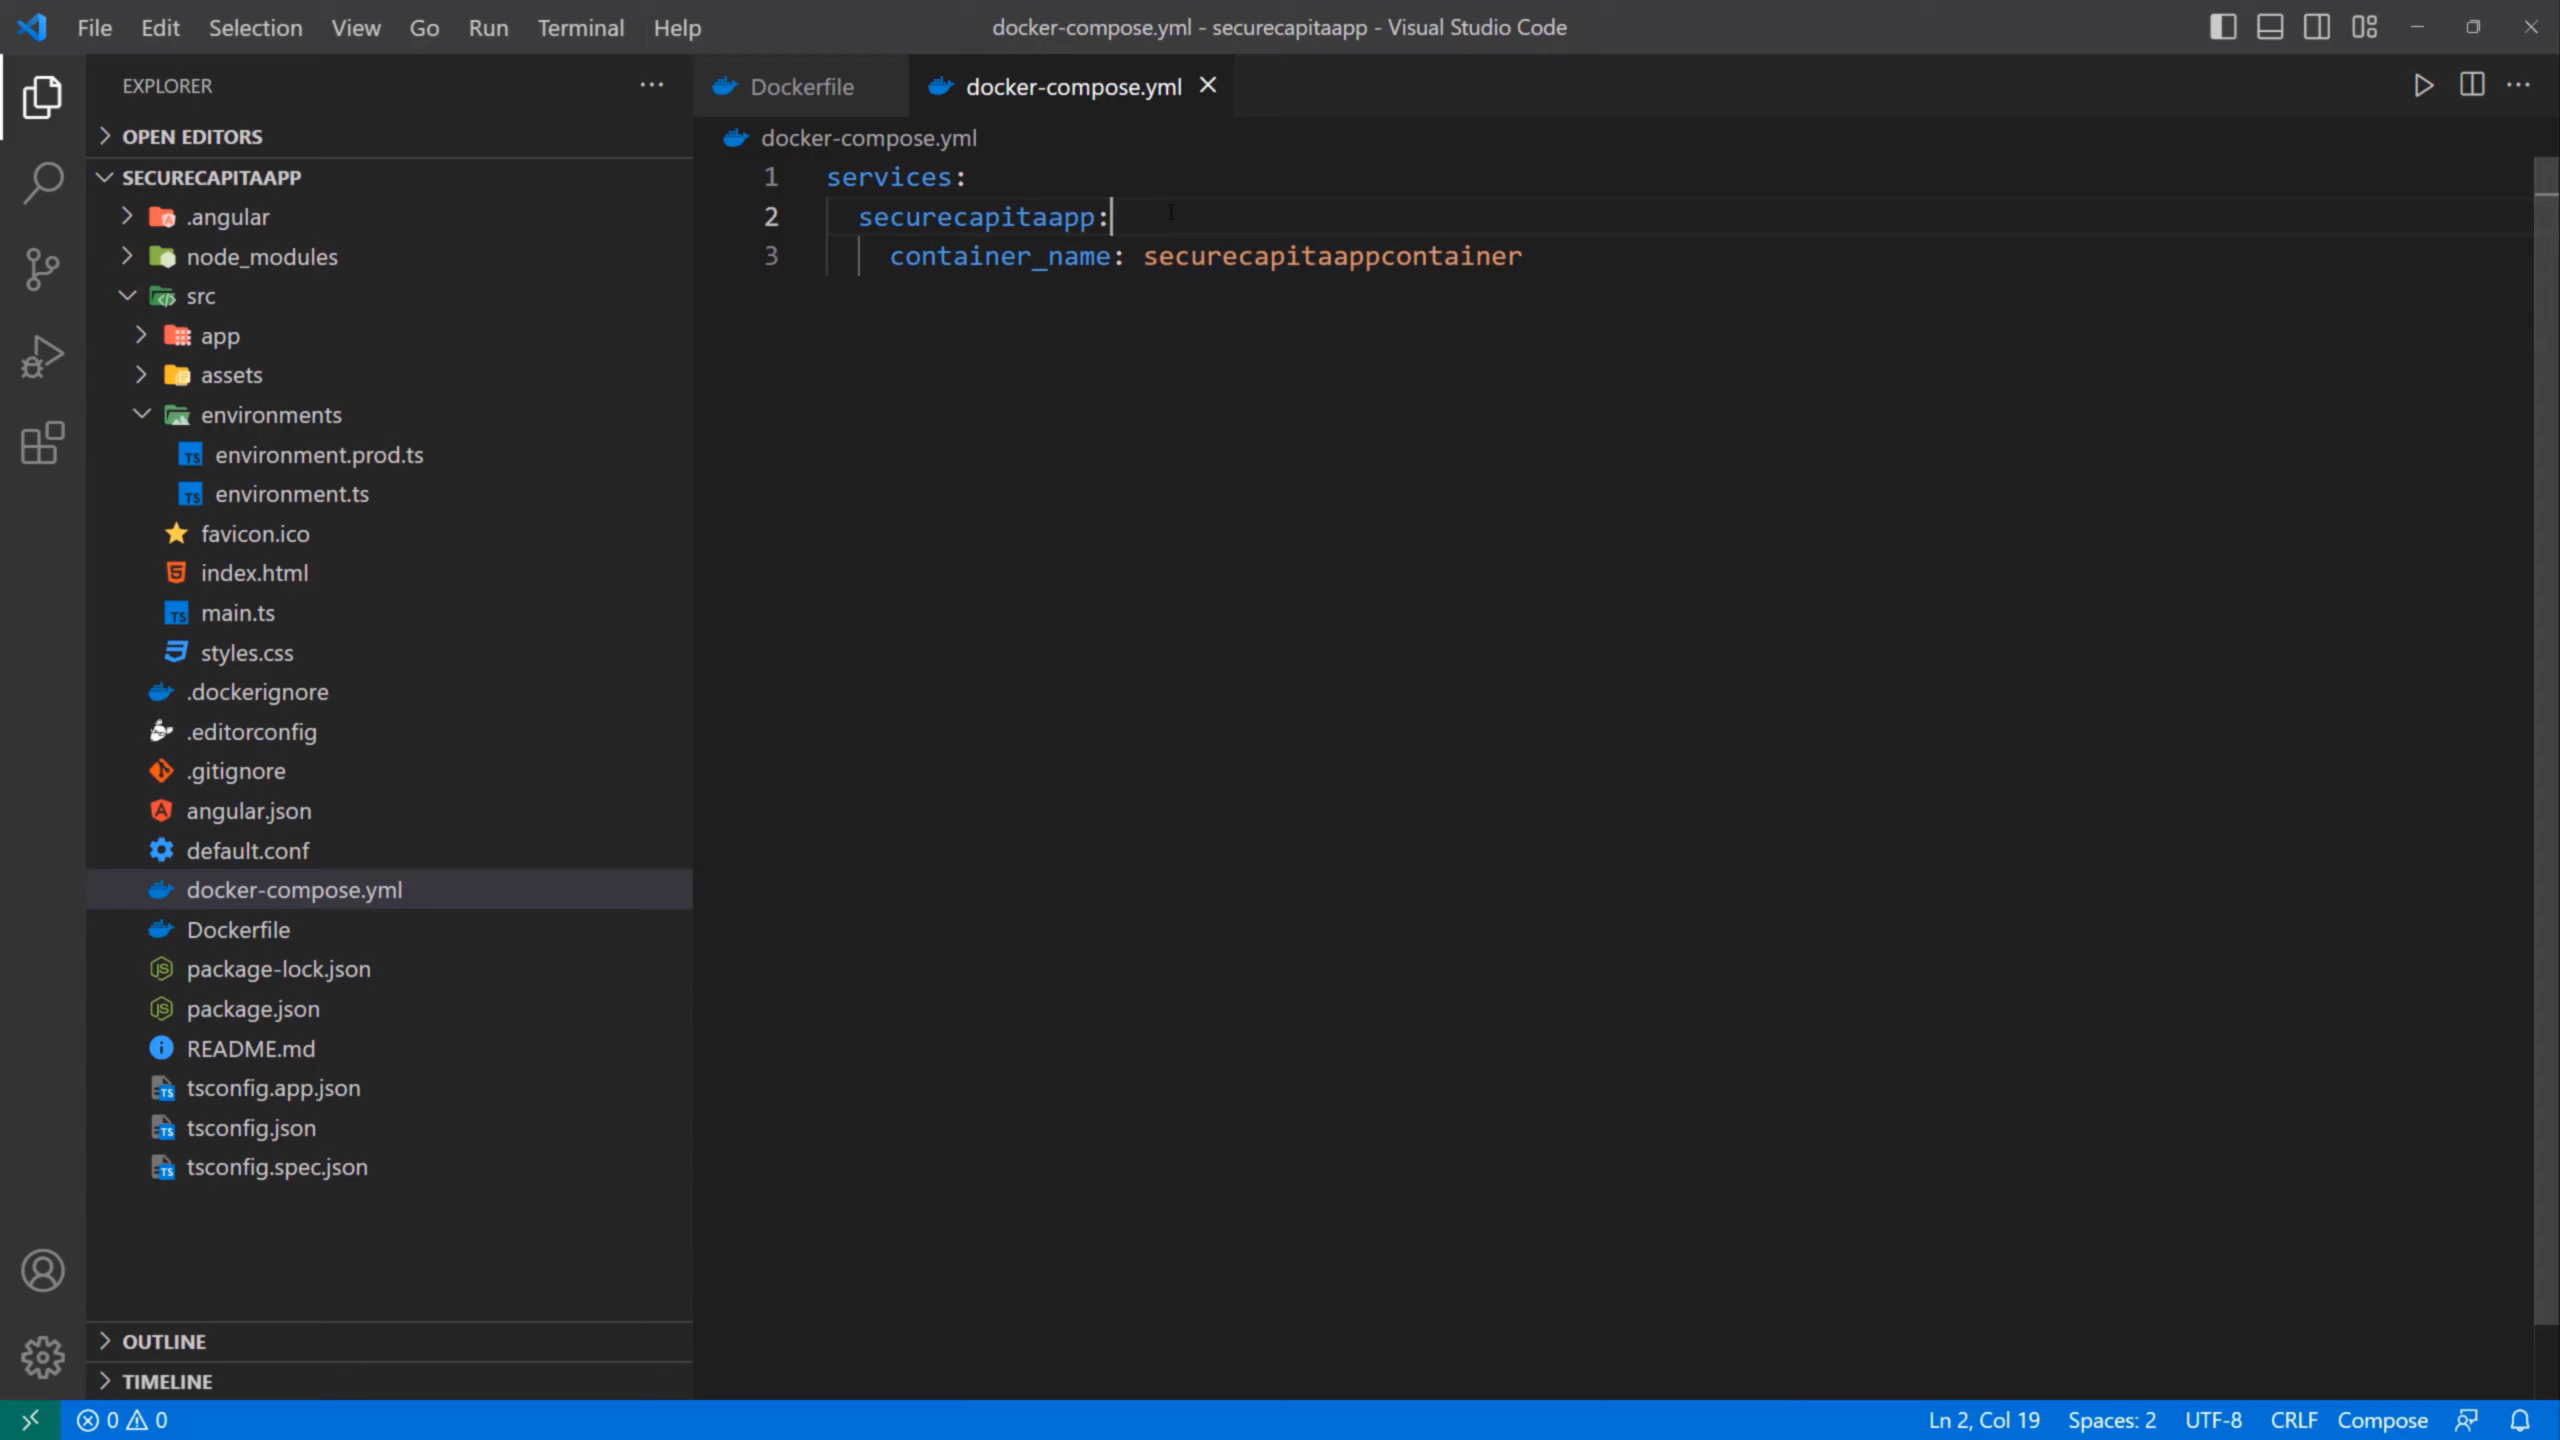 File Edit Selection View Go Run Terminal Help
docker-compose.yml - securecapitaapp - Visual Studio Code
EXPLORER
OPEN EDITORS
SECURECAPITAAPP
.angular
node_modules
src
app
assets
environments
environment.prod.ts
environment.ts
favicon.ico
index.html
main.ts
styles.css
.dockerignore
.editorconfig
.gitignore
angular.json
default.conf
docker-compose.yml
Dockerfile
package-lock.json
package.json
README.md
tsconfig.app.json
tsconfig.json
tsconfig.spec.json
OUTLINE
TIMELINE
Dockerfile docker-compose.yml
docker-compose.yml
1 services:
2 securecapitaapp:
3 container_name: securecapitaappcontainer
0 0
Ln 2, Col 19 Spaces: 2 UTF-8 CRLF Compose